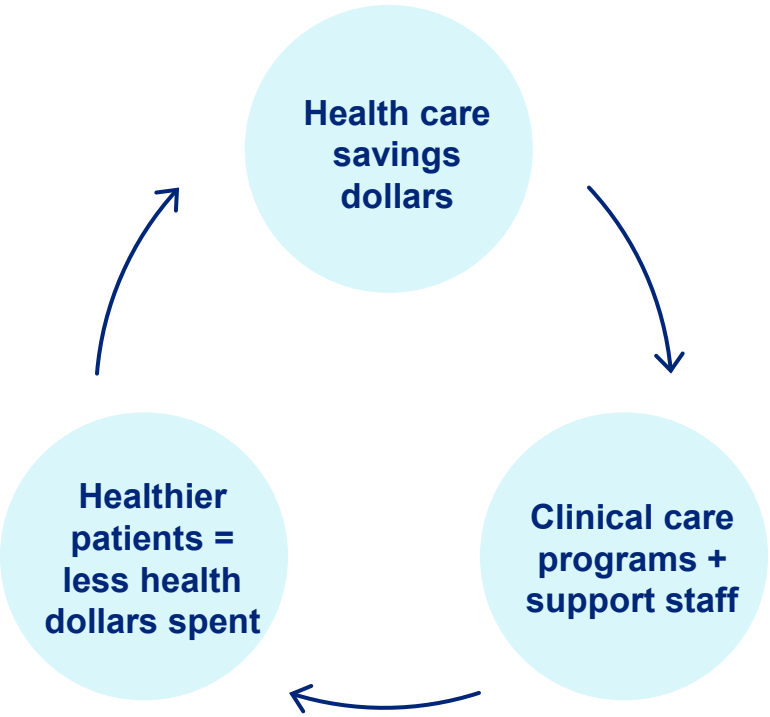 Health care
savings
dollars
Healthier
patients =
less health
dollars spent
Clinical care
programs +
support staff